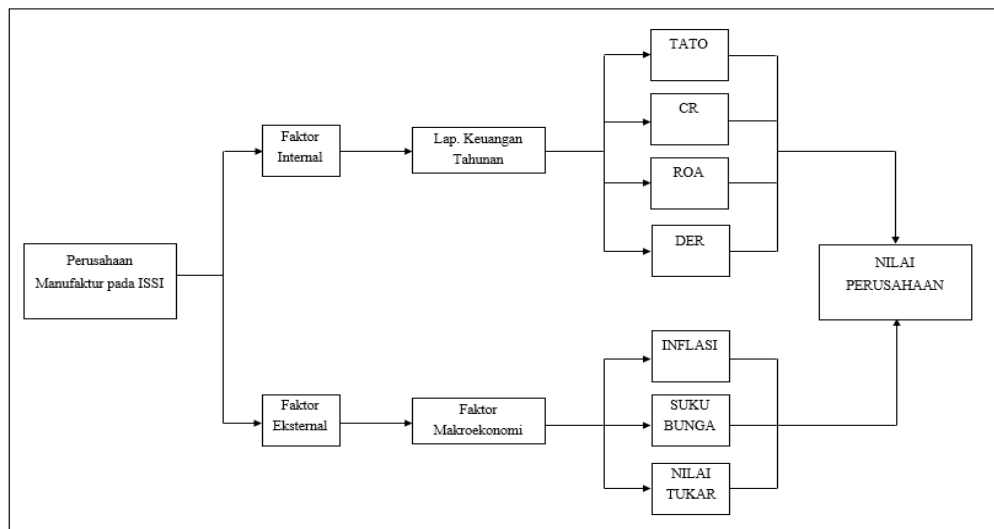 Perusahaan
Manufaktur pada ISSI
Faktor
Internal
Lap. Keuangan
Tahunan
TATO
CR
ROA
DER
Faktor
Eksternal
Faktor
Makroekonomi
INFLASI
SUKU
BUNGA
NILAI
TUKAR
NILAI
PERUSAHAAN